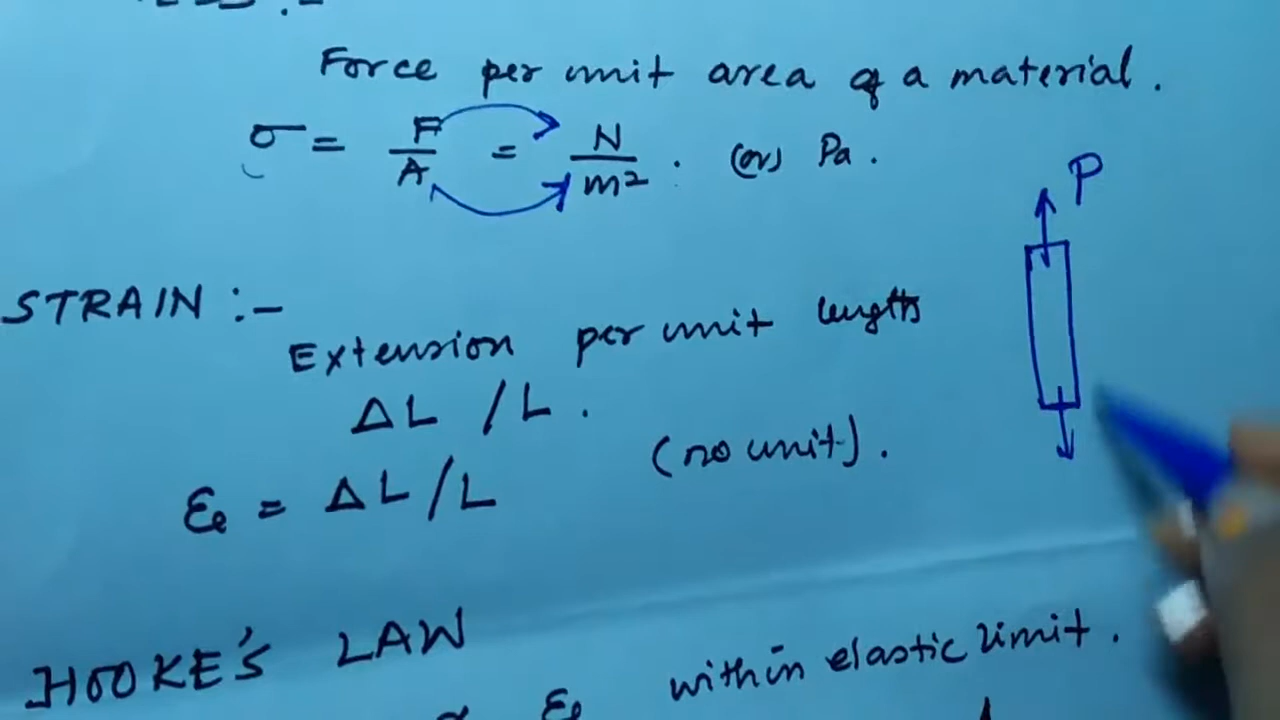 Force per unit area of a material.
σ = F/A = N/m² . (or) Pa .
P
STRAIN :-
Extension per unit length
ΔL / L .
(no unit) .
εe = ΔL/L
HOOKE'S LAW
within elastic limit .